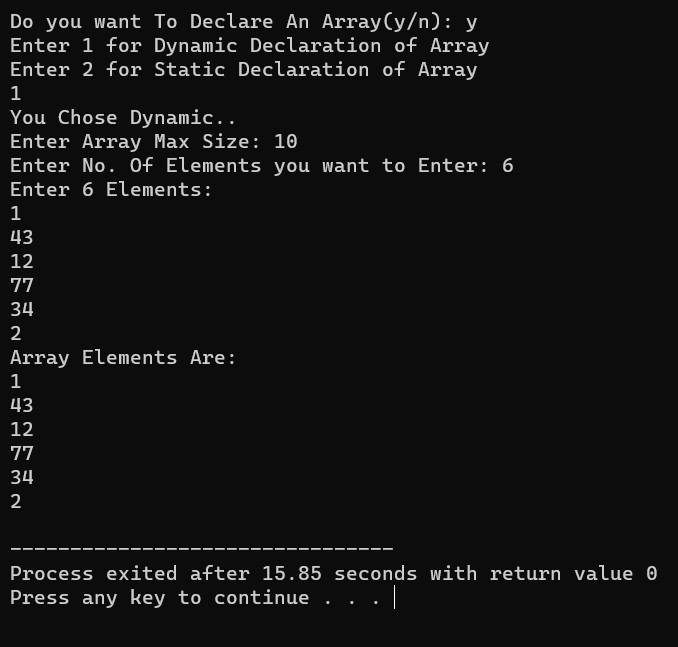 Do you want To Declare An Array(y/n): y
Enter 1 for Dynamic Declaration of Array
Enter 2 for Static Declaration of Array
1
You Chose Dynamic..
Enter Array Max Size: 10
Enter No. Of Elements you want to Enter: 6
Enter 6 Elements:
1
43
12
77
34
2
Array Elements Are:
1
43
12
77
34
2
--------------------------------
Process exited after 15.85 seconds with return value 0
Press any key to continue . . .